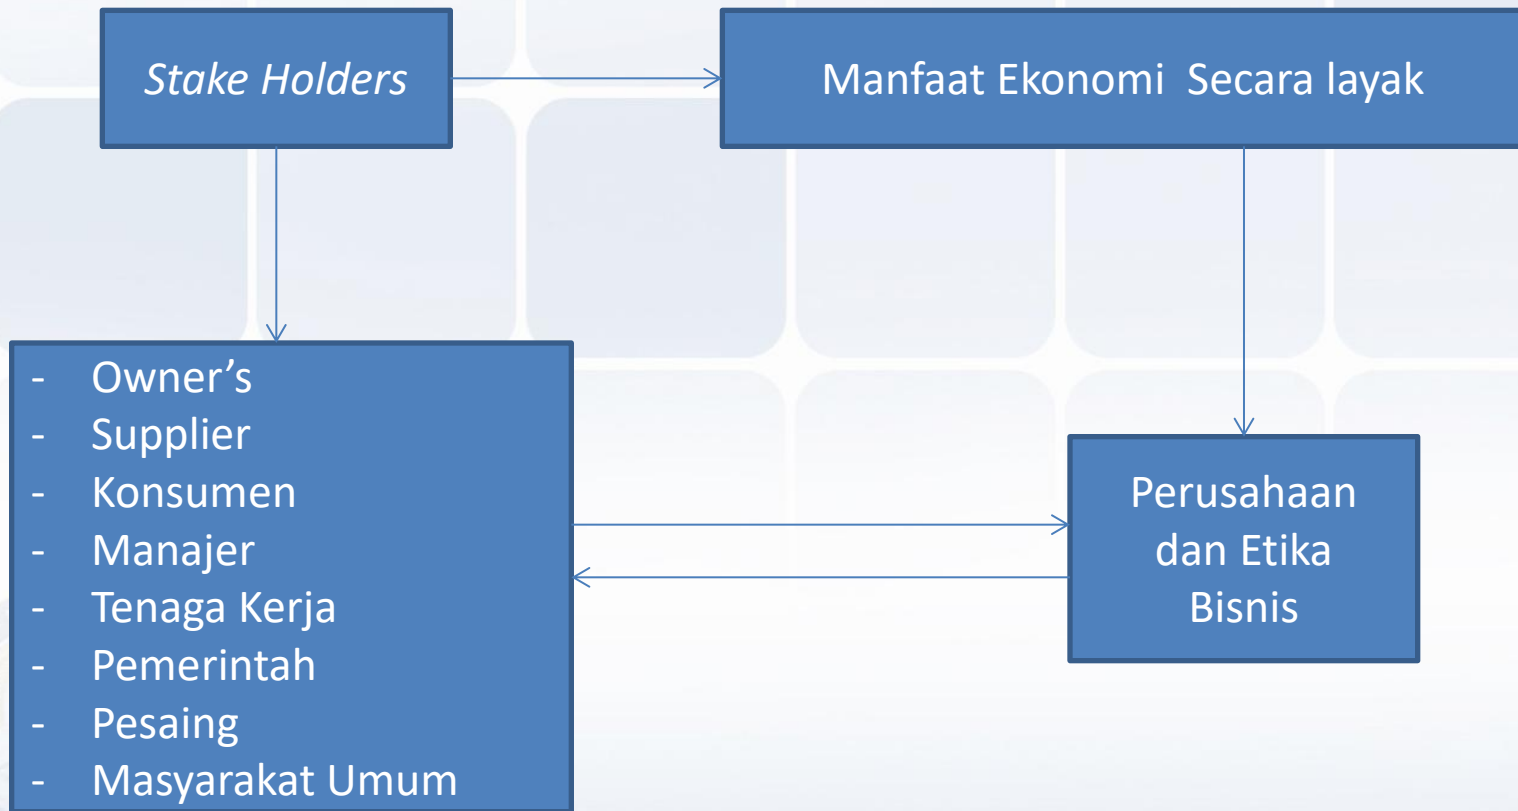 Stake Holders
Manfaat Ekonomi Secara layak
- Owner’s
- Supplier
- Konsumen
- Manajer
- Tenaga Kerja
- Pemerintah
- Pesaing
- Masyarakat Umum
Perusahaan
dan Etika
Bisnis